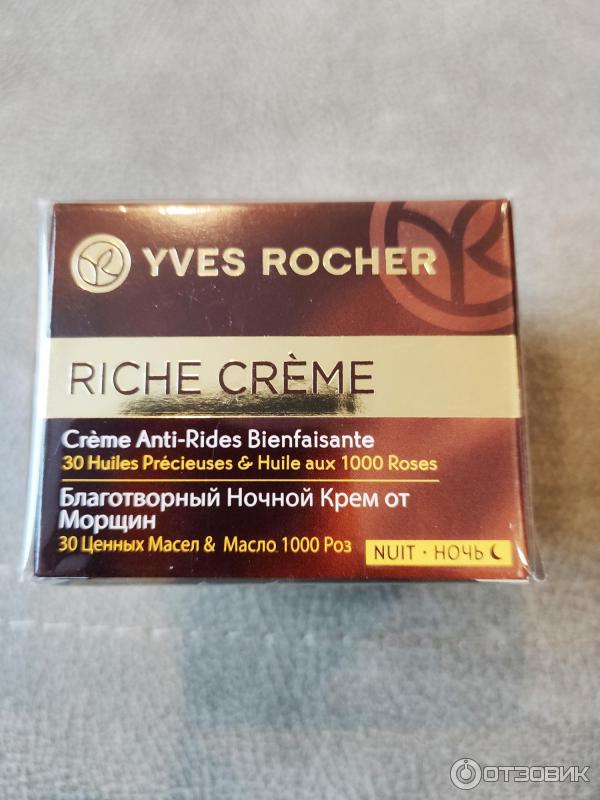 YVES ROCHER
RICHE CRÈME
Crème Anti-Rides Bienfaisante
30 Huiles Précieuses & Huile aux 1000 Roses
Благотворный Ночной Крем от
Морщин
30 Ценных Масел & Масло 1000 Роз
NUIT · НОЧЬ
ОТЗОВИК